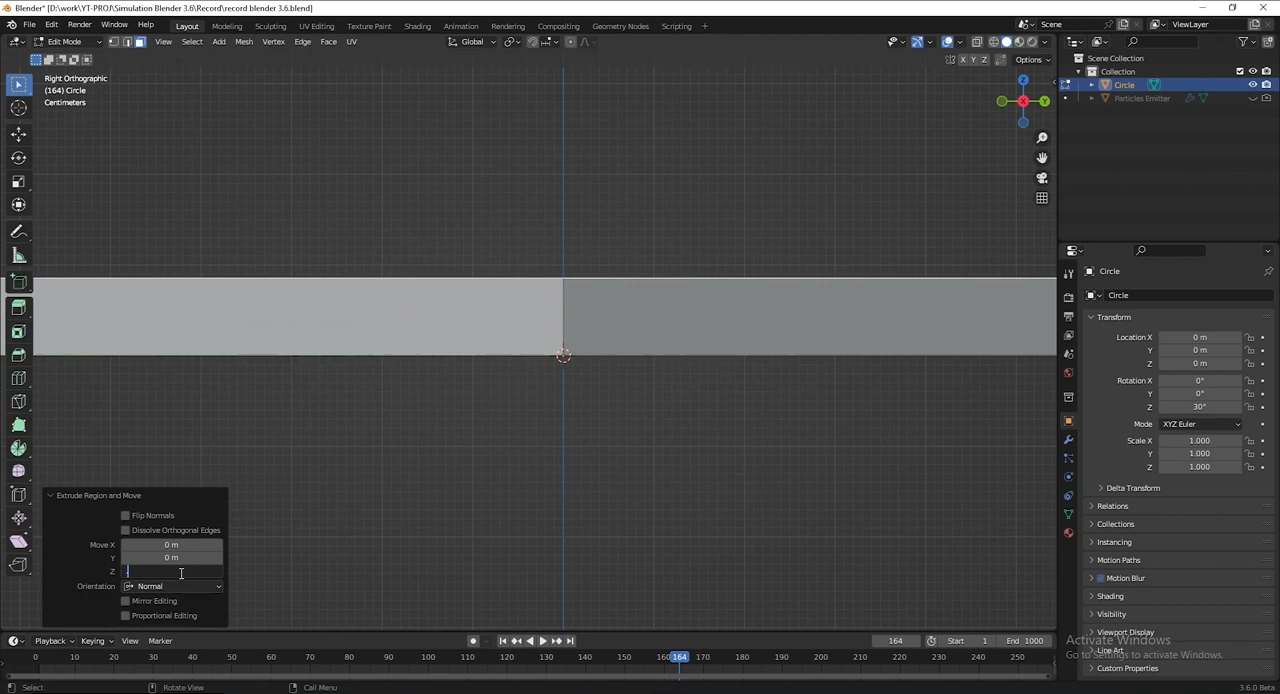 Blender* [D:\work\YT-PROJ\Simulation Blender 3.6\Record\record blender 3.6.blend]
File Edit Render Window Help Layout Modeling Sculpting UV Editing Texture Paint Shading Animation Rendering Compositing Geometry Nodes Scripting + Scene ViewLayer
Edit Mode View Select Add Mesh Vertex Edge Face UV Global
X Y Z Options
Right Orthographic
(164) Circle
Centimeters
Z
X
Y
Scene Collection
Collection
Circle
Particles Emitter
Circle
Circle
Transform
Location X 0 m
Y 0 m
Z 0 m
Rotation X 0°
Y 0°
Z 30°
Mode XYZ Euler
Scale X 1.000
Y 1.000
Z 1.000
Delta Transform
Relations
Collections
Instancing
Motion Paths
Motion Blur
Shading
Visibility
Viewport Display
Line Art
Custom Properties
Activate Windows
Go to Settings to activate Windows.
Extrude Region and Move
Flip Normals
Dissolve Orthogonal Edges
Move X 0 m
Y 0 m
Z
Orientation Normal
Mirror Editing
Proportional Editing
Playback Keying View Marker 164 Start 1 End 1000
0 10 20 30 40 50 60 70 80 90 100 110 120 130 140 150 164 170 180 190 200 210 220 230 240 250
Select Rotate View Call Menu 3.6.0 Beta